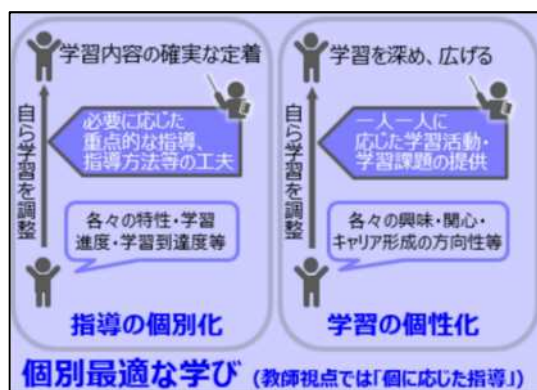 学習内容の確実な定着
自ら学習を調整
必要に応じた
重点的な指導、
指導方法等の工夫
各々の特性・学習
進度・学習到達度等
指導の個別化
学習を深め、広げる
自ら学習を調整
一人一人に
応じた学習活動・
学習課題の提供
各々の興味・関心・
キャリア形成の方向性等
学習の個性化
個別最適な学び (教師視点では「個に応じた指導」)